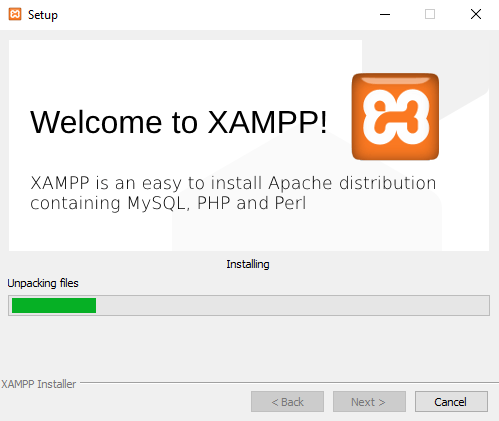 Setup
Welcome to XAMPP!
XAMPP is an easy to install Apache distribution
containing MySQL, PHP and Perl
Installing
Unpacking files
XAMPP Installer
< Back
Next >
Cancel